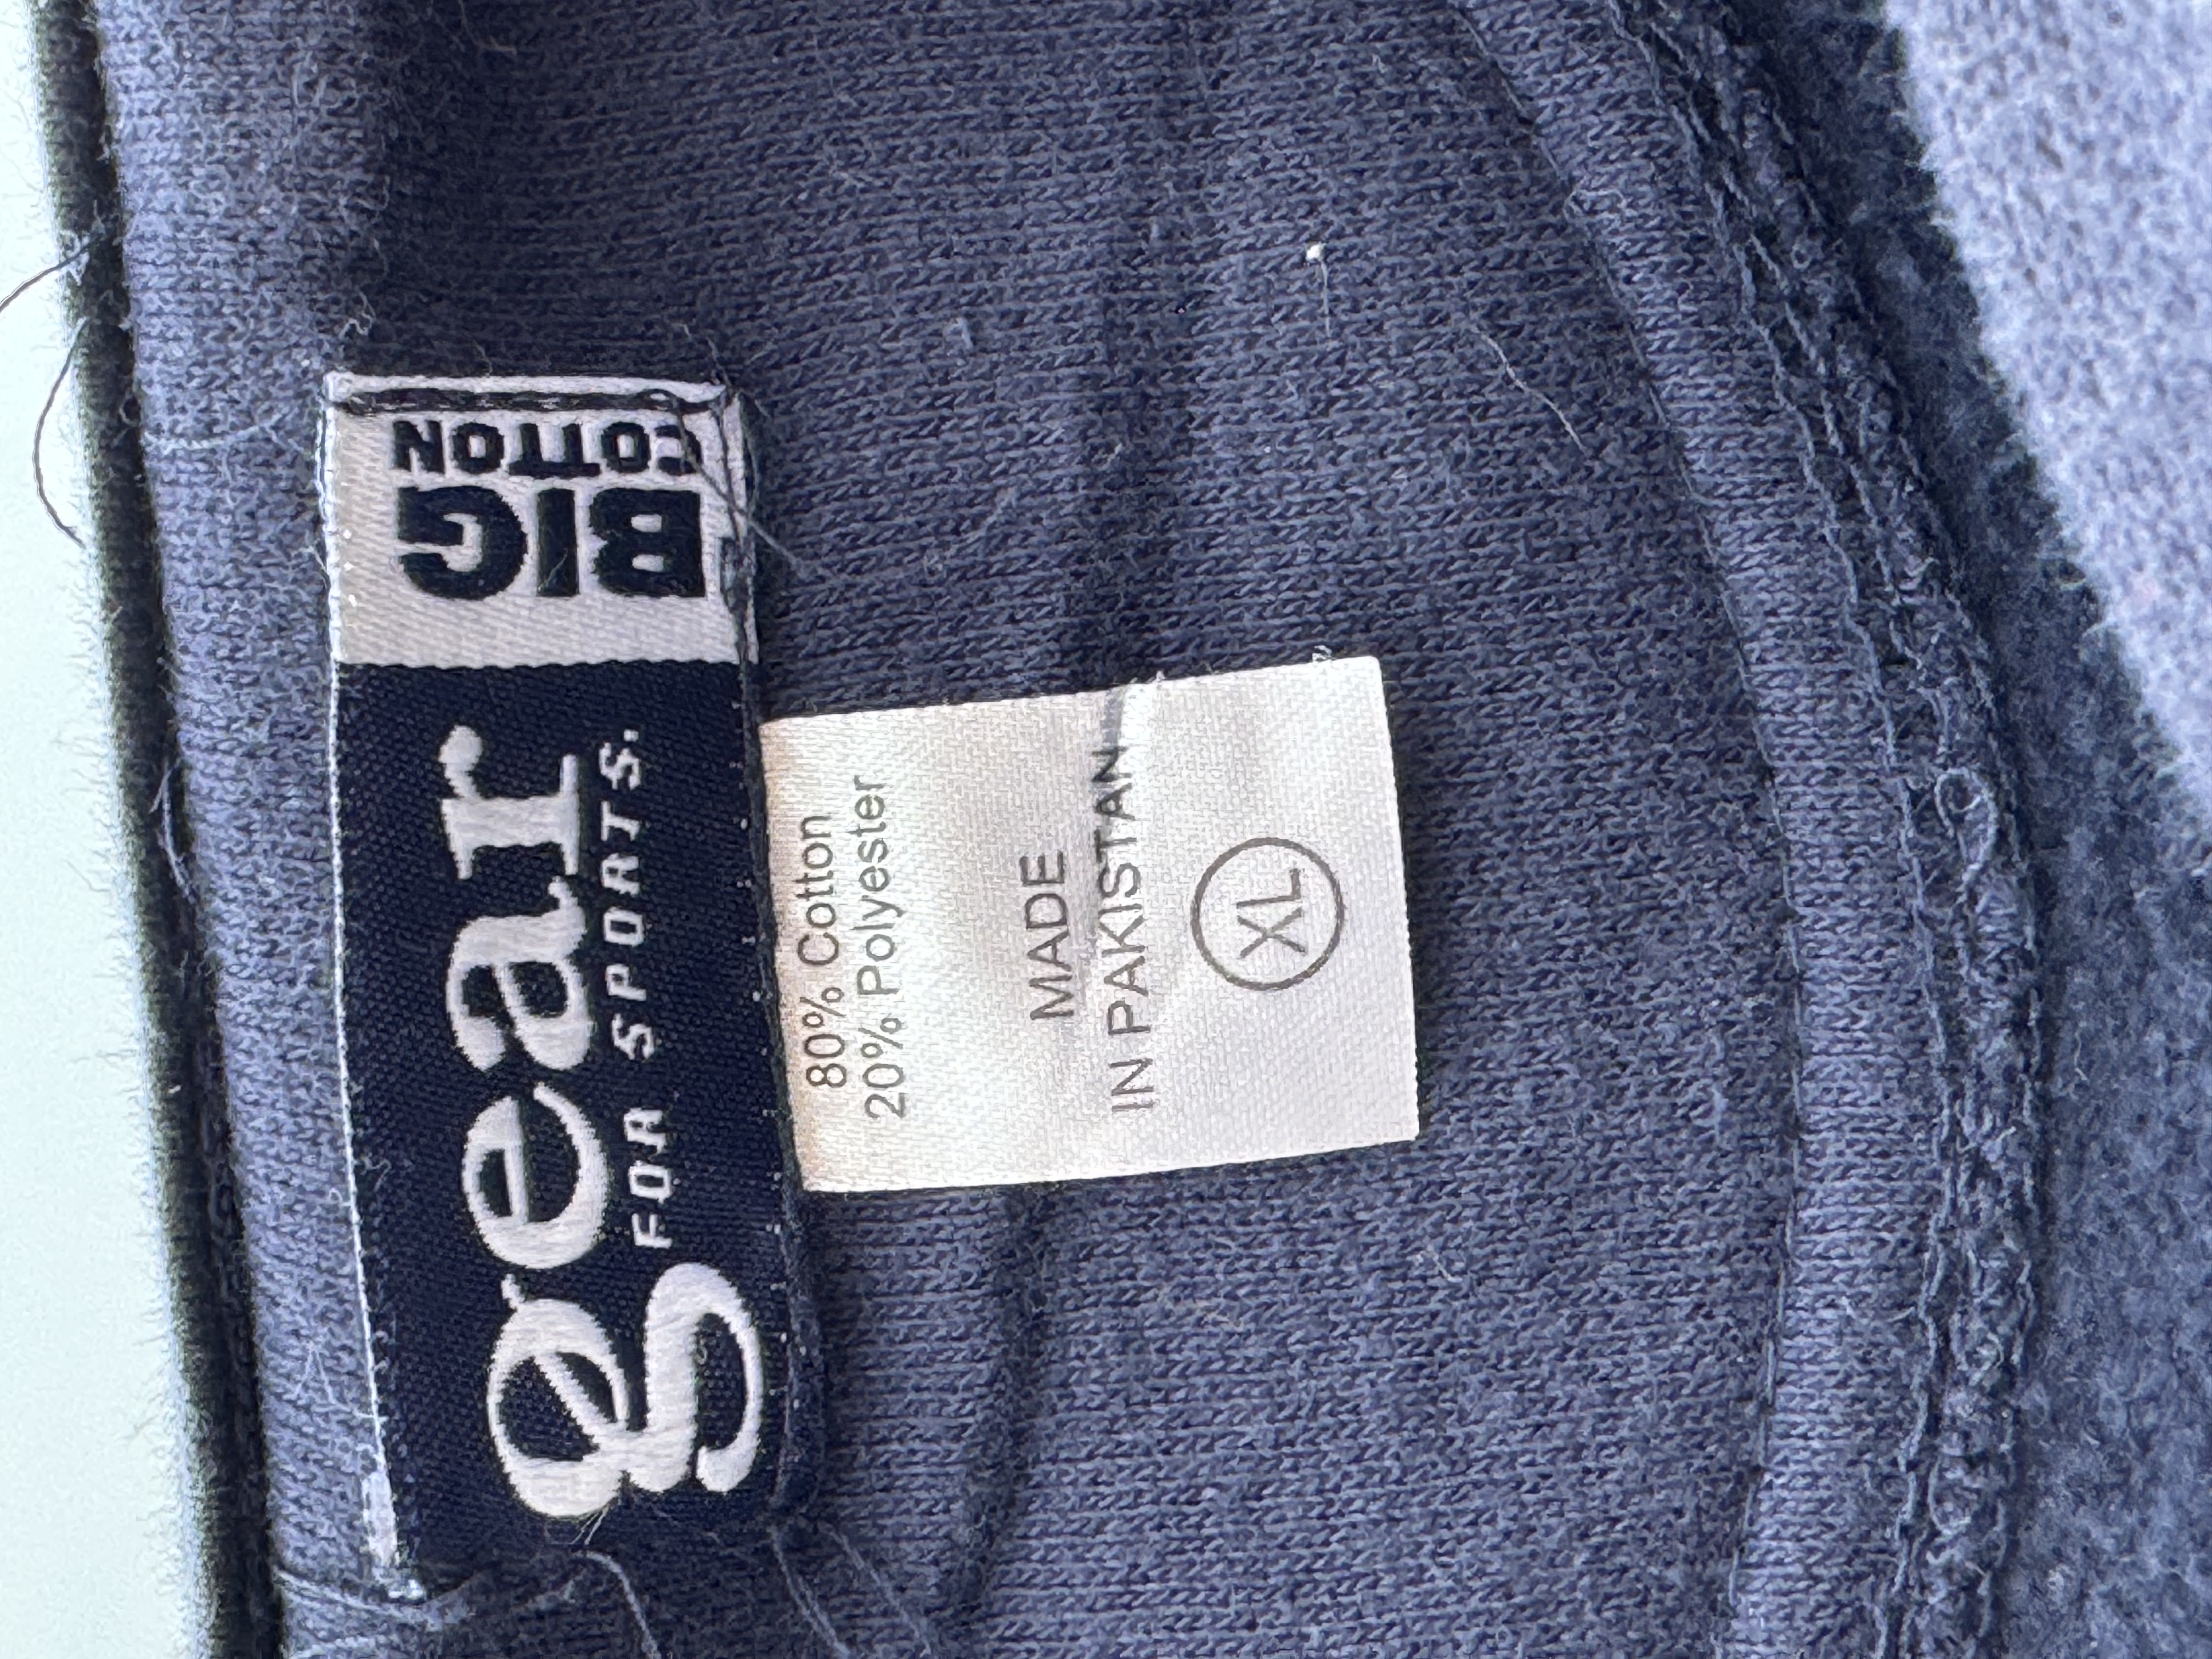 gear
FOR SPORTS.
BIG
COTTON
80% Cotton
20% Polyester
MADE
IN PAKISTAN
XL